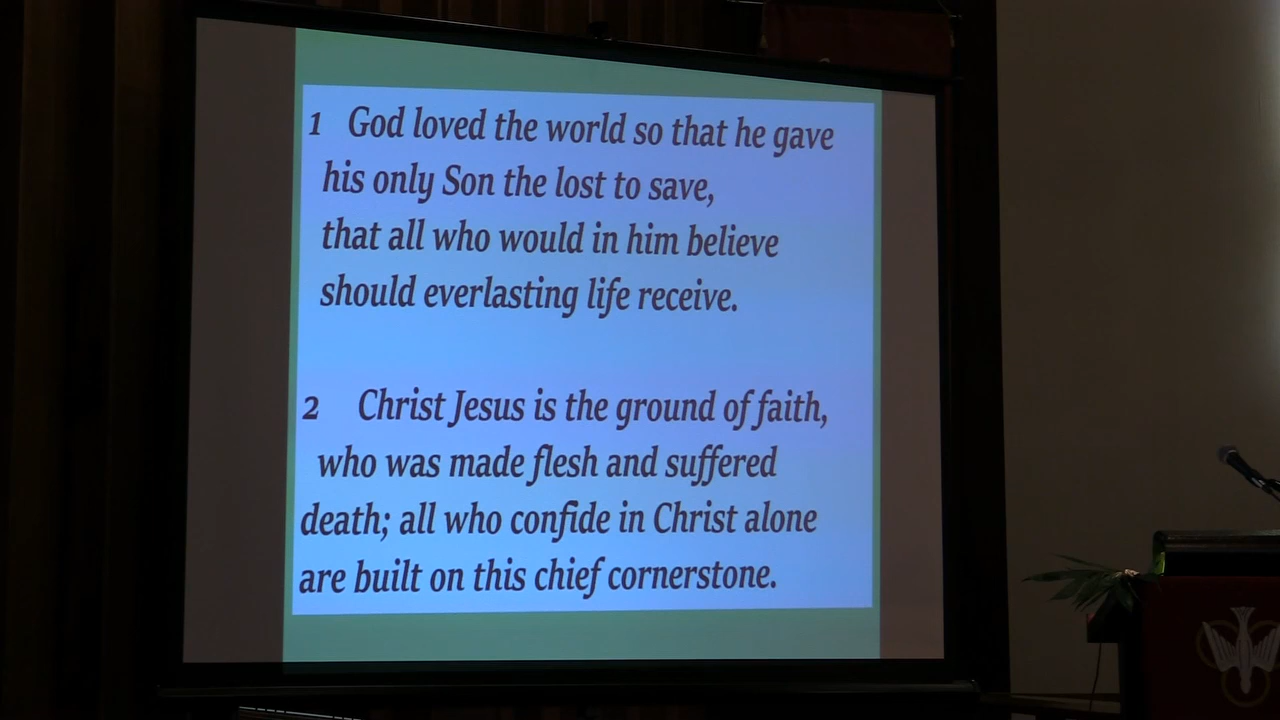 1 God loved the world so that he gave
his only Son the lost to save,
that all who would in him believe
should everlasting life receive.
2 Christ Jesus is the ground of faith,
who was made flesh and suffered
death; all who confide in Christ alone
are built on this chief cornerstone.